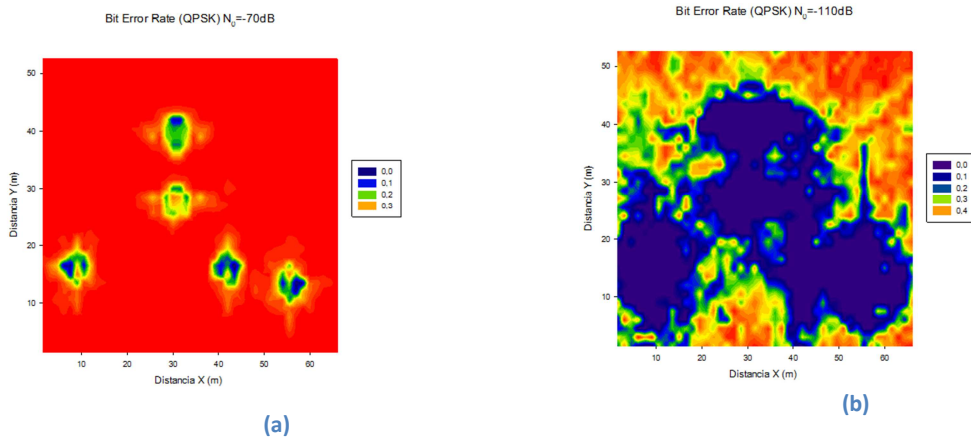 Bit Error Rate (QPSK) N0=-70dB
50
40
30
20
10
Distancia Y (m)
10 20 30 40 50 60
Distancia X (m)
0,0
0,1
0,2
0,3
(a)
Bit Error Rate (QPSK) N0=-110dB
50
40
30
20
10
Distancia Y (m)
10 20 30 40 50 60
Distancia X (m)
0,0
0,1
0,2
0,3
0,4
(b)